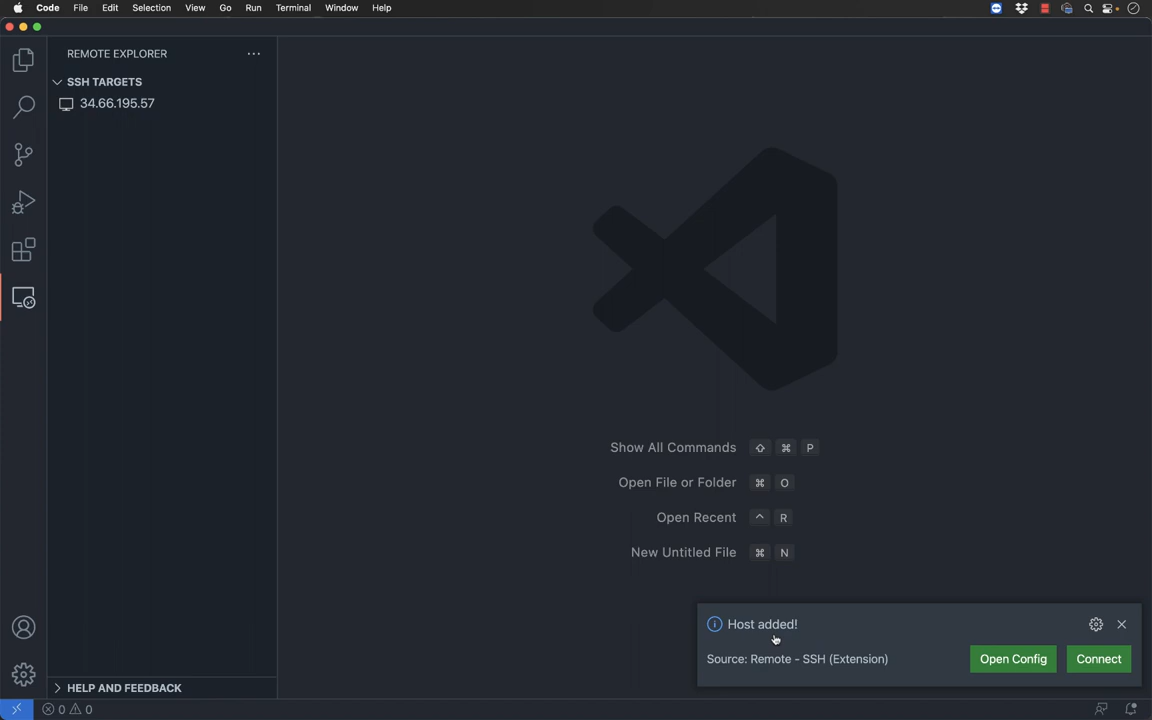 Code File Edit Selection View Go Run Terminal Window Help
REMOTE EXPLORER
SSH TARGETS
34.66.195.57
Show All Commands ⇧ ⌘ P
Open File or Folder ⌘ O
Open Recent ^ R
New Untitled File ⌘ N
Host added!
Source: Remote - SSH (Extension) Open Config Connect
HELP AND FEEDBACK
0 0